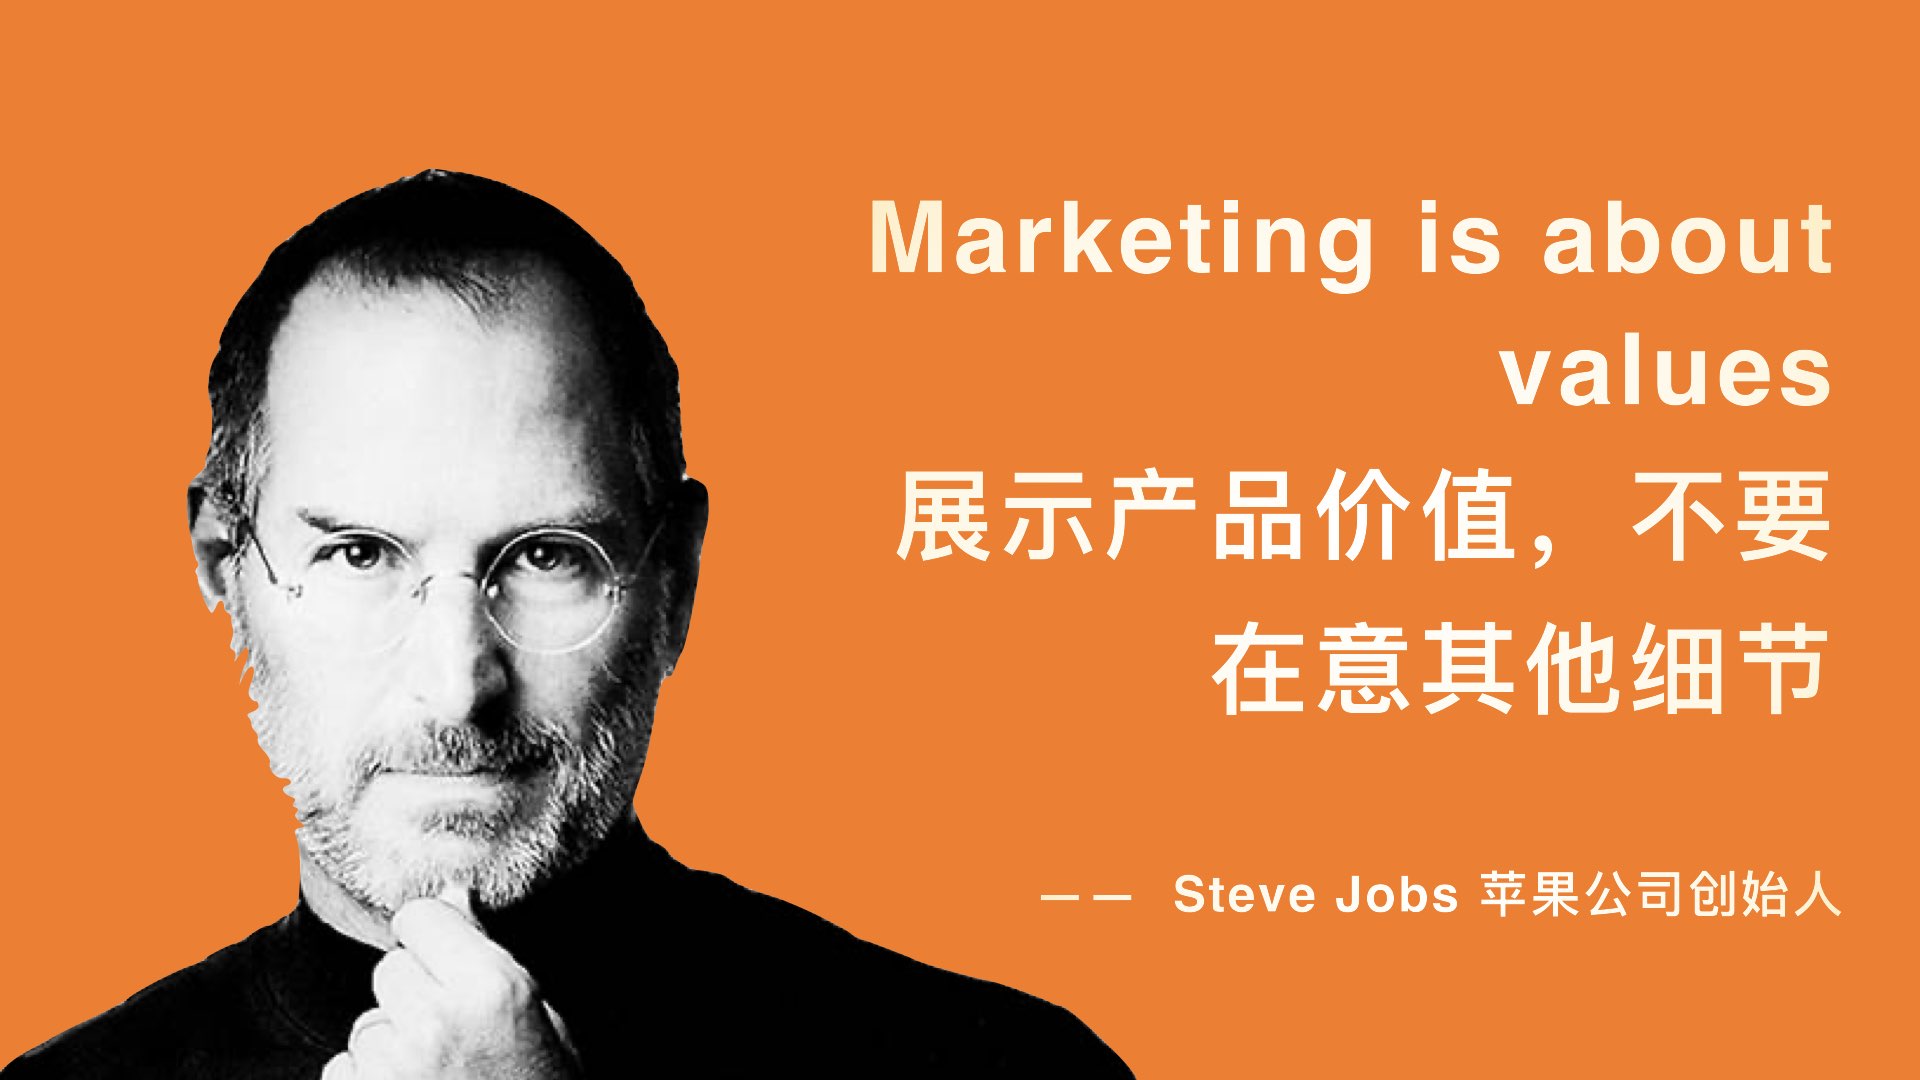 Marketing is about
values
展示产品价值，不要
在意其他细节
—— Steve Jobs 苹果公司创始人